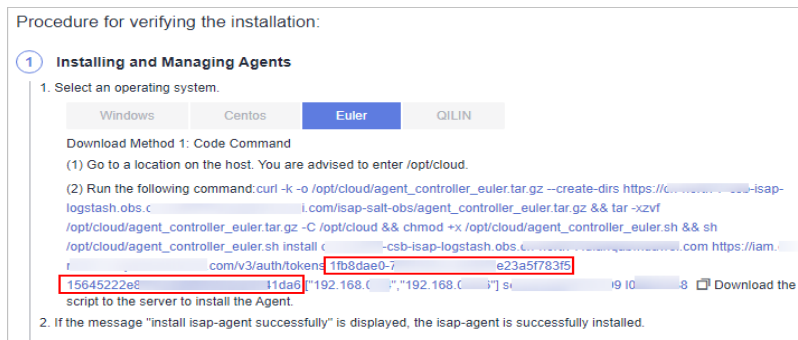 Procedure for verifying the installation:
1 Installing and Managing Agents
1. Select an operating system.
Windows Centos Euler QILIN
Download Method 1: Code Command
(1) Go to a location on the host. You are advised to enter /opt/cloud.
(2) Run the following command:curl -k -o /opt/cloud/agent_controller_euler.tar.gz --create-dirs https:// -isap-
logstash.obs. i.com/isap-salt-obs/agent_controller_euler.tar.gz && tar -xzvf
/opt/cloud/agent_controller_euler.tar.gz -C /opt/cloud && chmod +x /opt/cloud/agent_controller_euler.sh && sh
/opt/cloud/agent_controller_euler.sh install -csb-isap-logstash.obs. .com https://iam.
.com/v3/auth/tokens 1fb8dae0-7 e23a5f783f5
15645222e8 41da6 ["192.168.0 ","192.168.0 "] Download the
script to the server to install the Agent.
2. If the message "install isap-agent successfully" is displayed, the isap-agent is successfully installed.